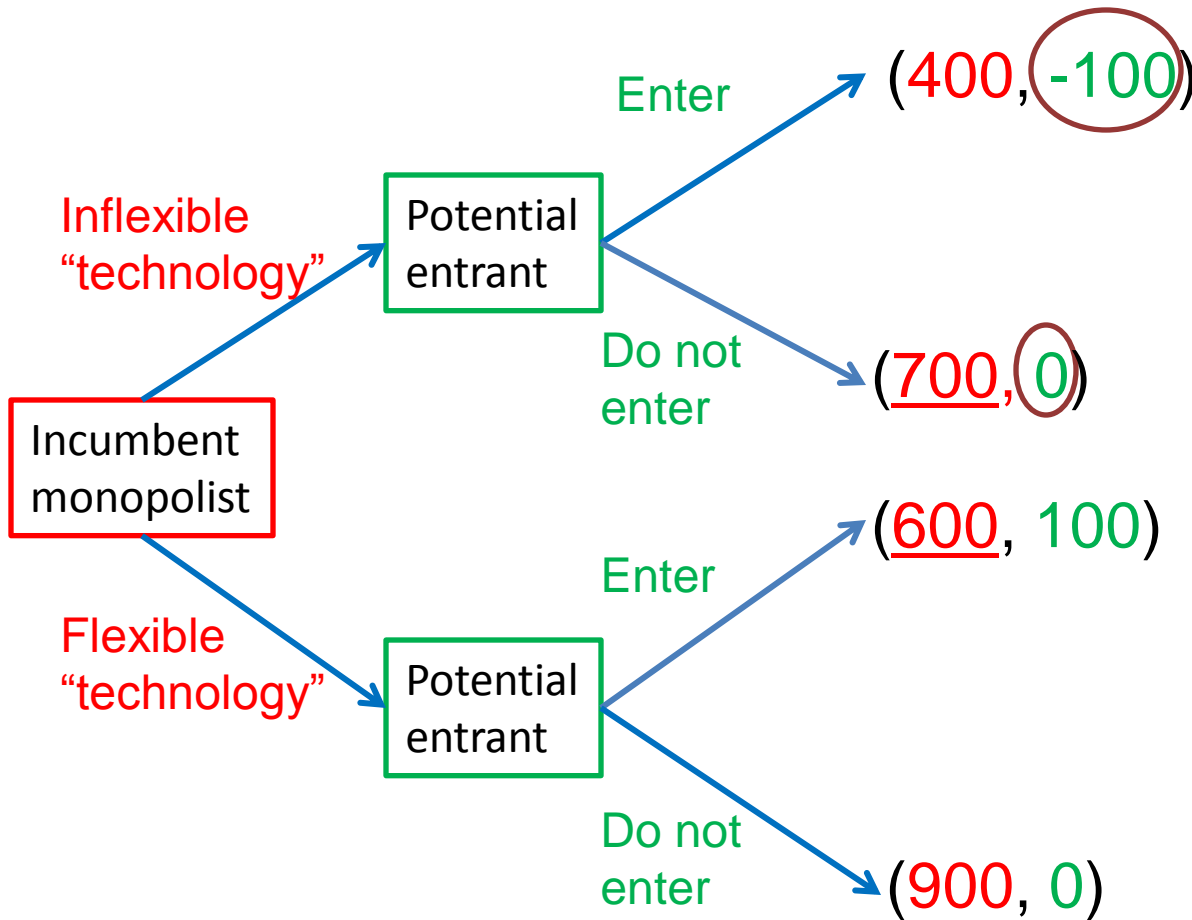 Enter
(400, -100)
Inflexible
“technology”
Potential
entrant
Do not
enter
(700, 0)
Incumbent
monopolist
(600, 100)
Enter
Flexible
“technology”
Potential
entrant
Do not
enter
(900, 0)